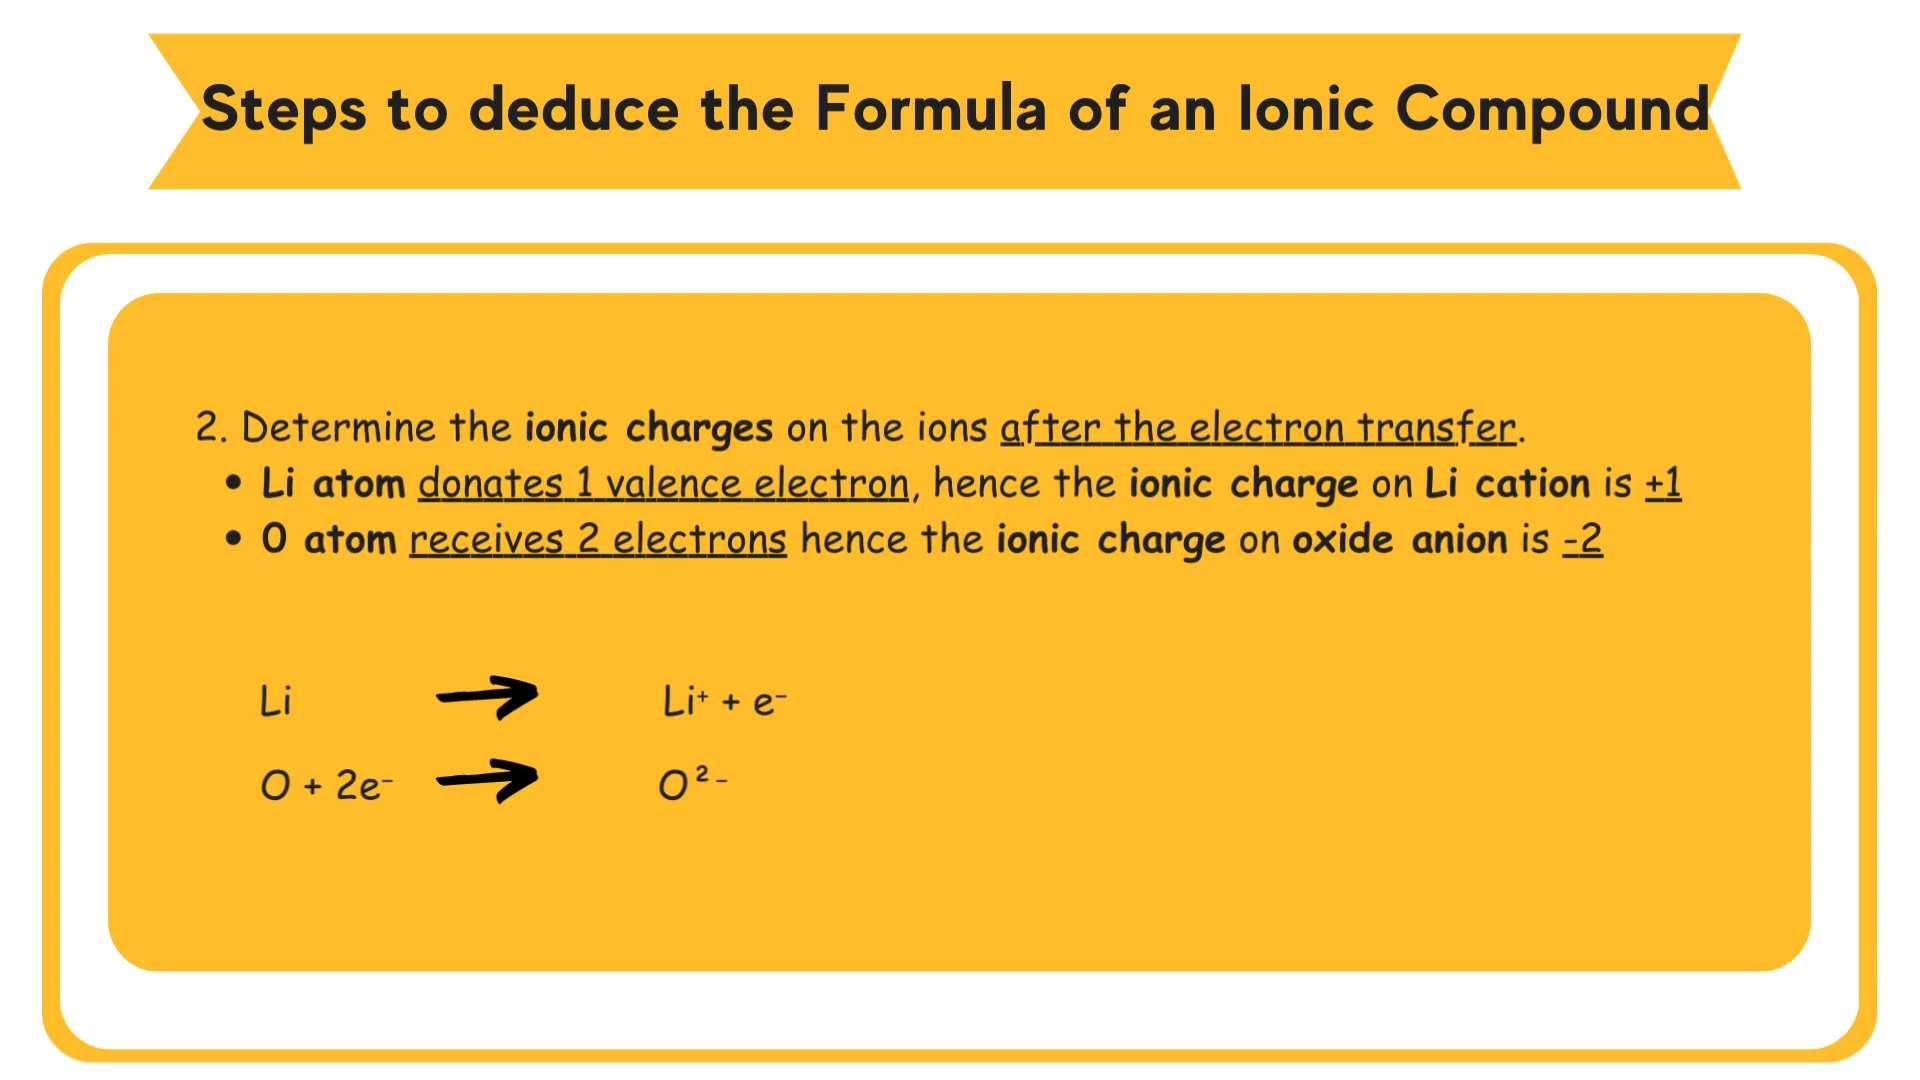 Steps to deduce the Formula of an Ionic Compound
2. Determine the ionic charges on the ions after the electron transfer.
• Li atom donates 1 valence electron, hence the ionic charge on Li cation is +1
• O atom receives 2 electrons hence the ionic charge on oxide anion is -2
Li → Li⁺ + e⁻
O + 2e⁻ → O²⁻